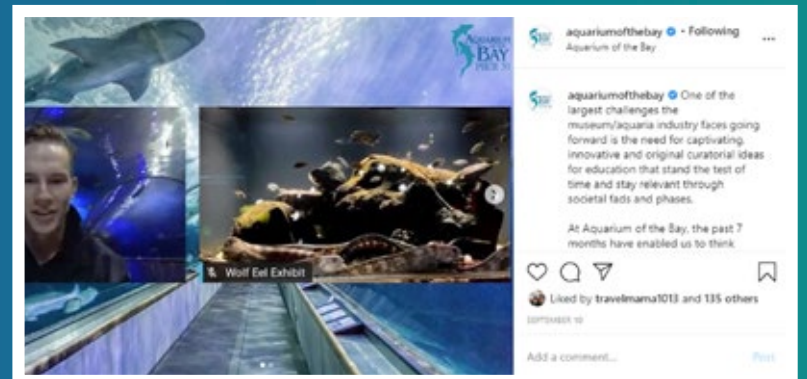 AQUARIUM
BAY
PIER 39
Wolf Eel Exhibit
aquariumofthebay • Following
Aquarium of the Bay
aquariumofthebay One of the
largest challenges the
museum/aquaria industry faces going
forward is the need for captivating,
innovative and original curatorial ideas
for education that stand the test of
time and stay relevant through
societal fads and phases.
At Aquarium of the Bay, the past 7
months have enabled us to think
Liked by travelmama1013 and 135 others
SEPTEMBER 10
Add a comment...
Post